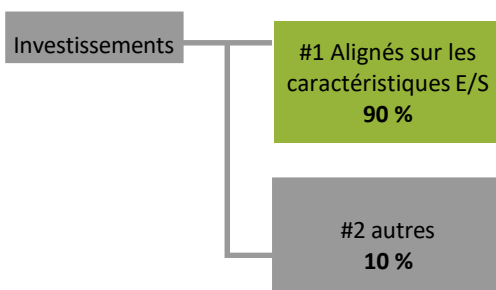 Investissements
#1 Alignés sur les
caractéristiques E/S
90 %
#2 autres
10 %